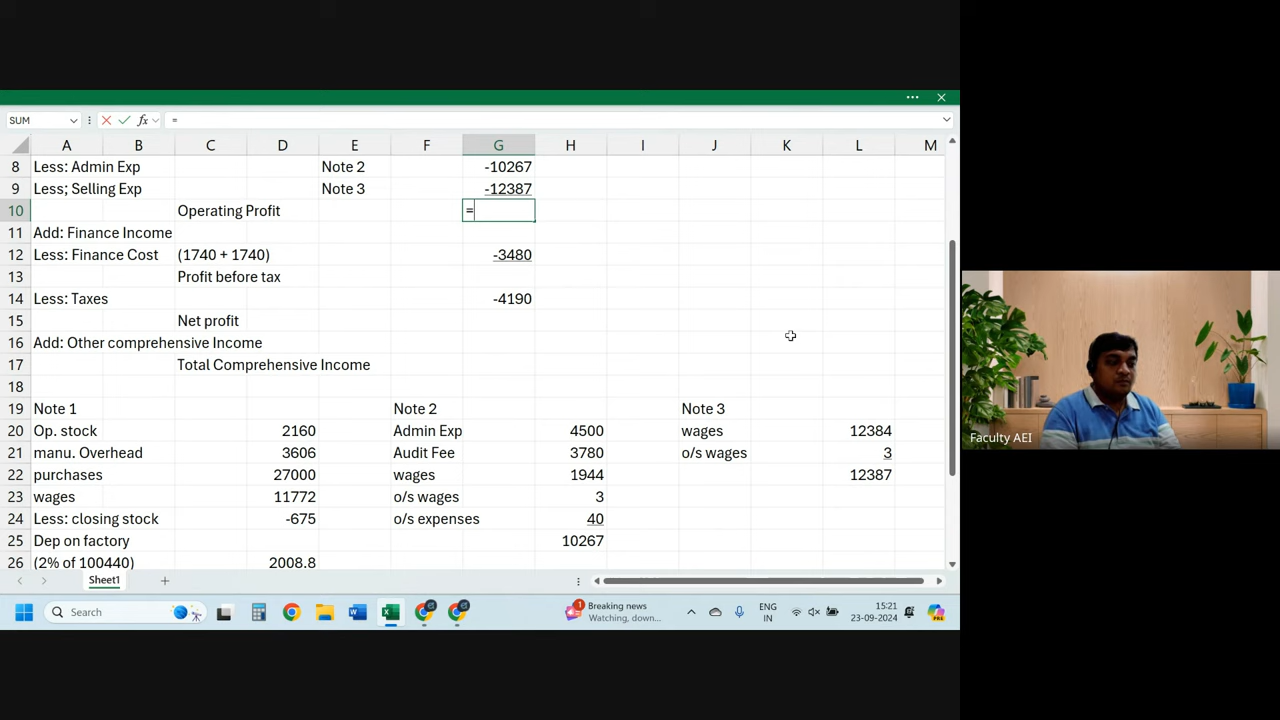 SUM fx =
A B C D E F G H I J K L M
8 Less: Admin Exp Note 2 -10267
9 Less; Selling Exp Note 3 -12387
10 Operating Profit =
11 Add: Finance Income
12 Less: Finance Cost (1740 + 1740) -3480
13 Profit before tax
14 Less: Taxes -4190
15 Net profit
16 Add: Other comprehensive Income
17 Total Comprehensive Income
18
19 Note 1 Note 2 Note 3
20 Op. stock 2160 Admin Exp 4500 wages 12384
21 manu. Overhead 3606 Audit Fee 3780 o/s wages 3
22 purchases 27000 wages 1944 12387
23 wages 11772 o/s wages 3
24 Less: closing stock -675 o/s expenses 40
25 Dep on factory 10267
26 (2% of 100440) 2008.8
Sheet1
Search
Breaking news
Watching, down...
ENG
IN
15:21
23-09-2024
Faculty AEI